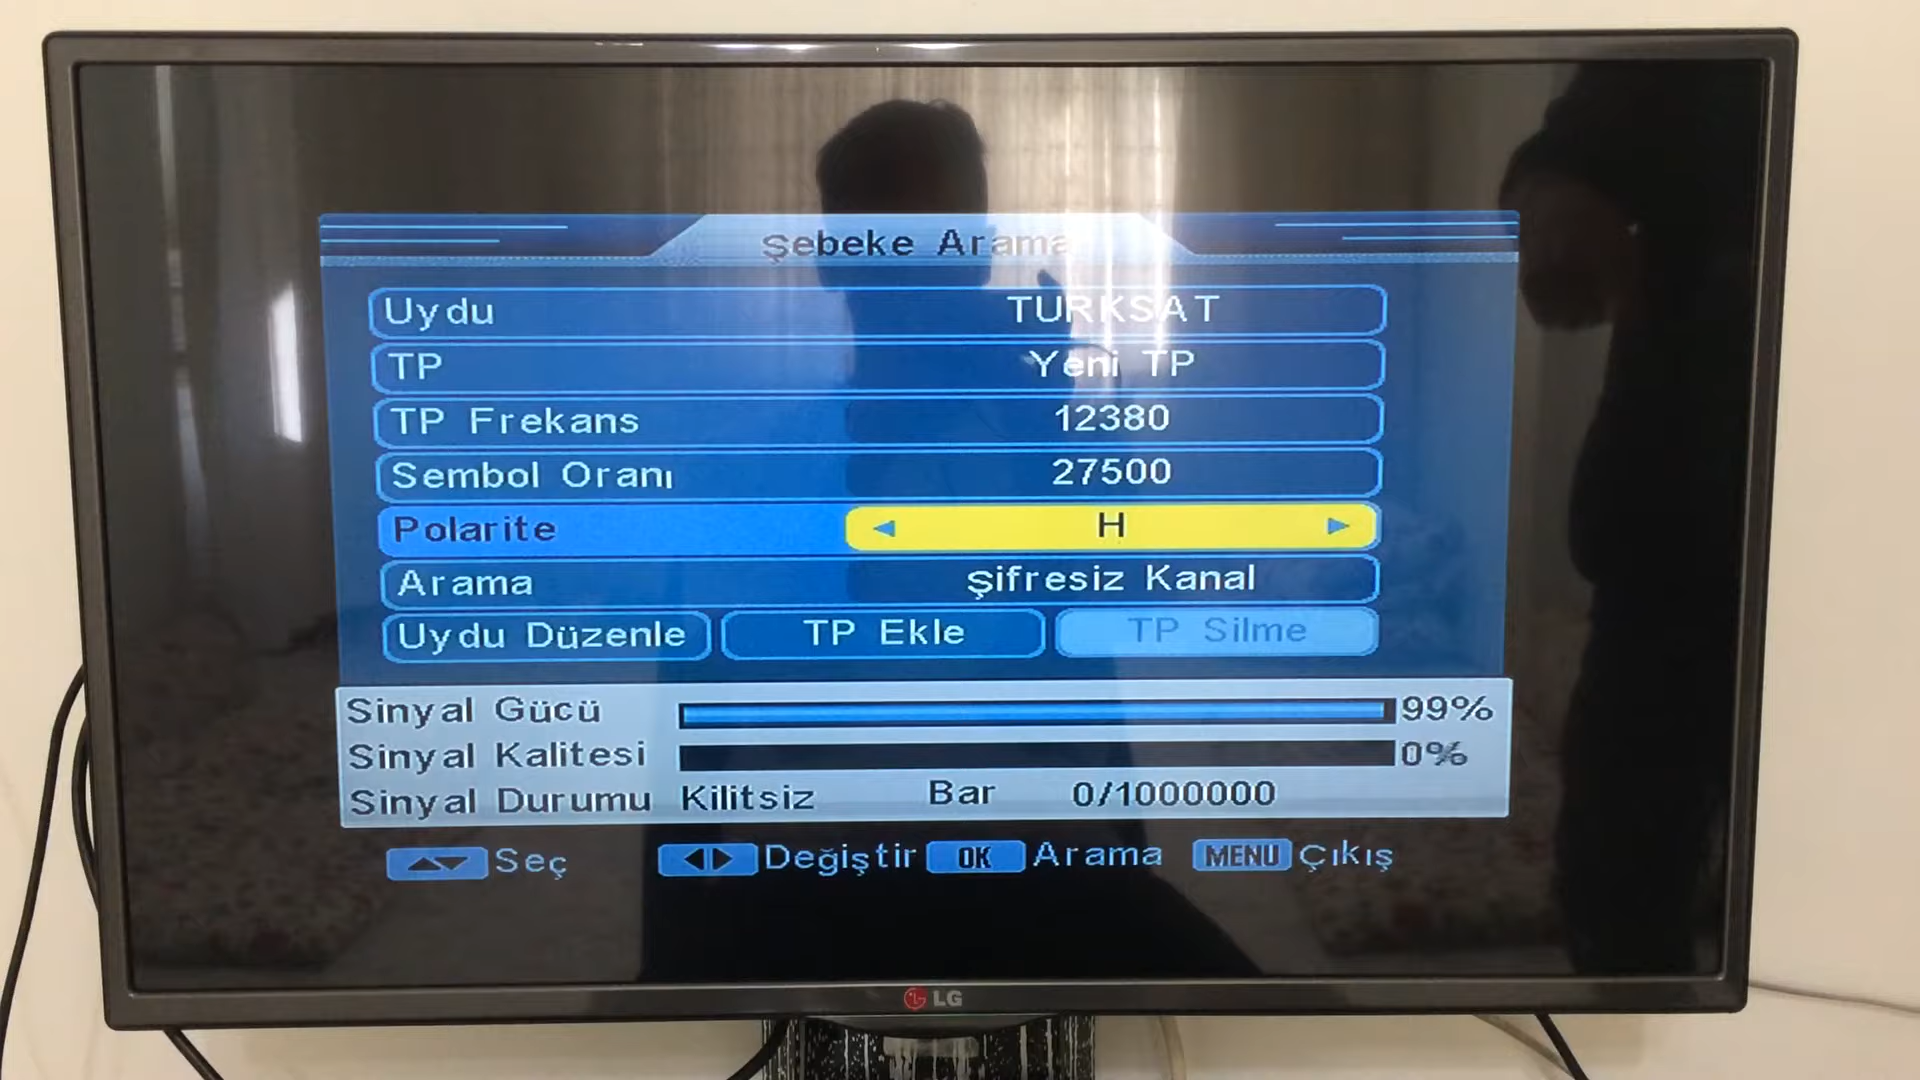 Şebeke Arama
Uydu TURKSAT
TP Yeni TP
TP Frekans 12380
Sembol Oranı 27500
Polarite H
Arama Şifresiz Kanal
Uydu Düzenle TP Ekle TP Silme
Sinyal Gücü 99%
Sinyal Kalitesi 0%
Sinyal Durumu Kilitsiz Bar 0/1000000
Seç Değiştir OK Arama MENU Çıkış
LG